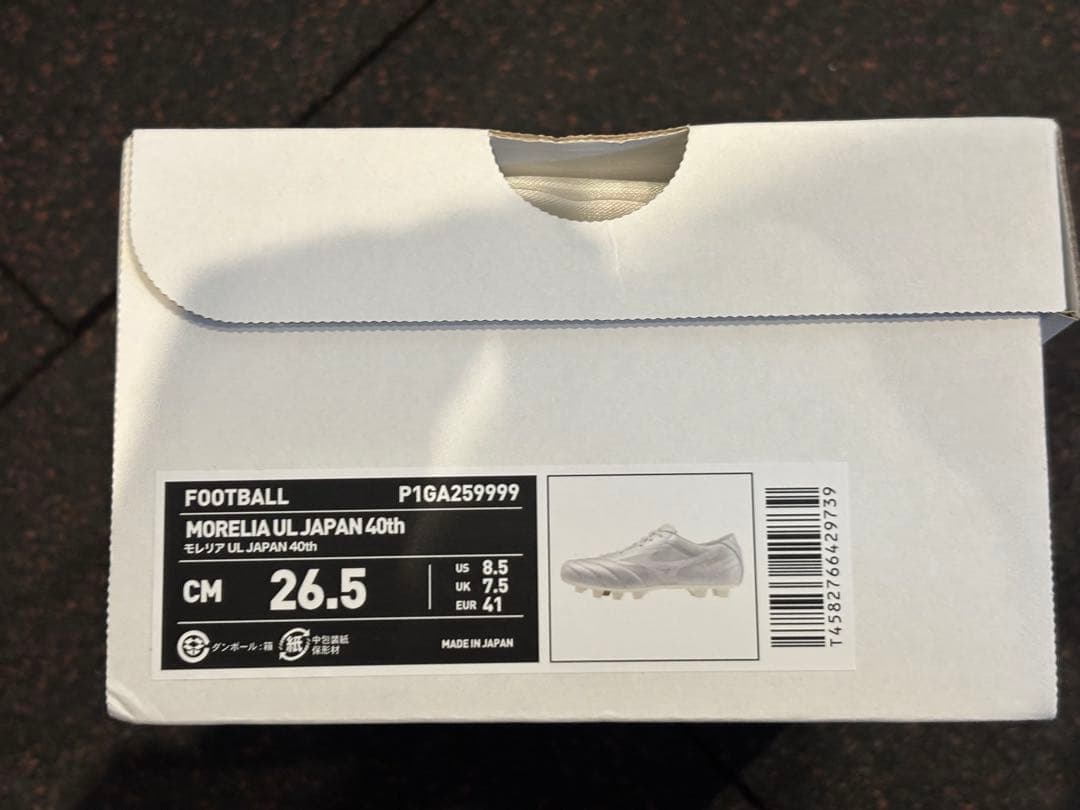 FOOTBALL P1GA259999
MORELIA UL JAPAN 40th
モレリア UL JAPAN 40th
CM 26.5
US 8.5
UK 7.5
EUR 41
ダンボール:箱
紙 中包装紙
保形材
MADE IN JAPAN
T4582766429739